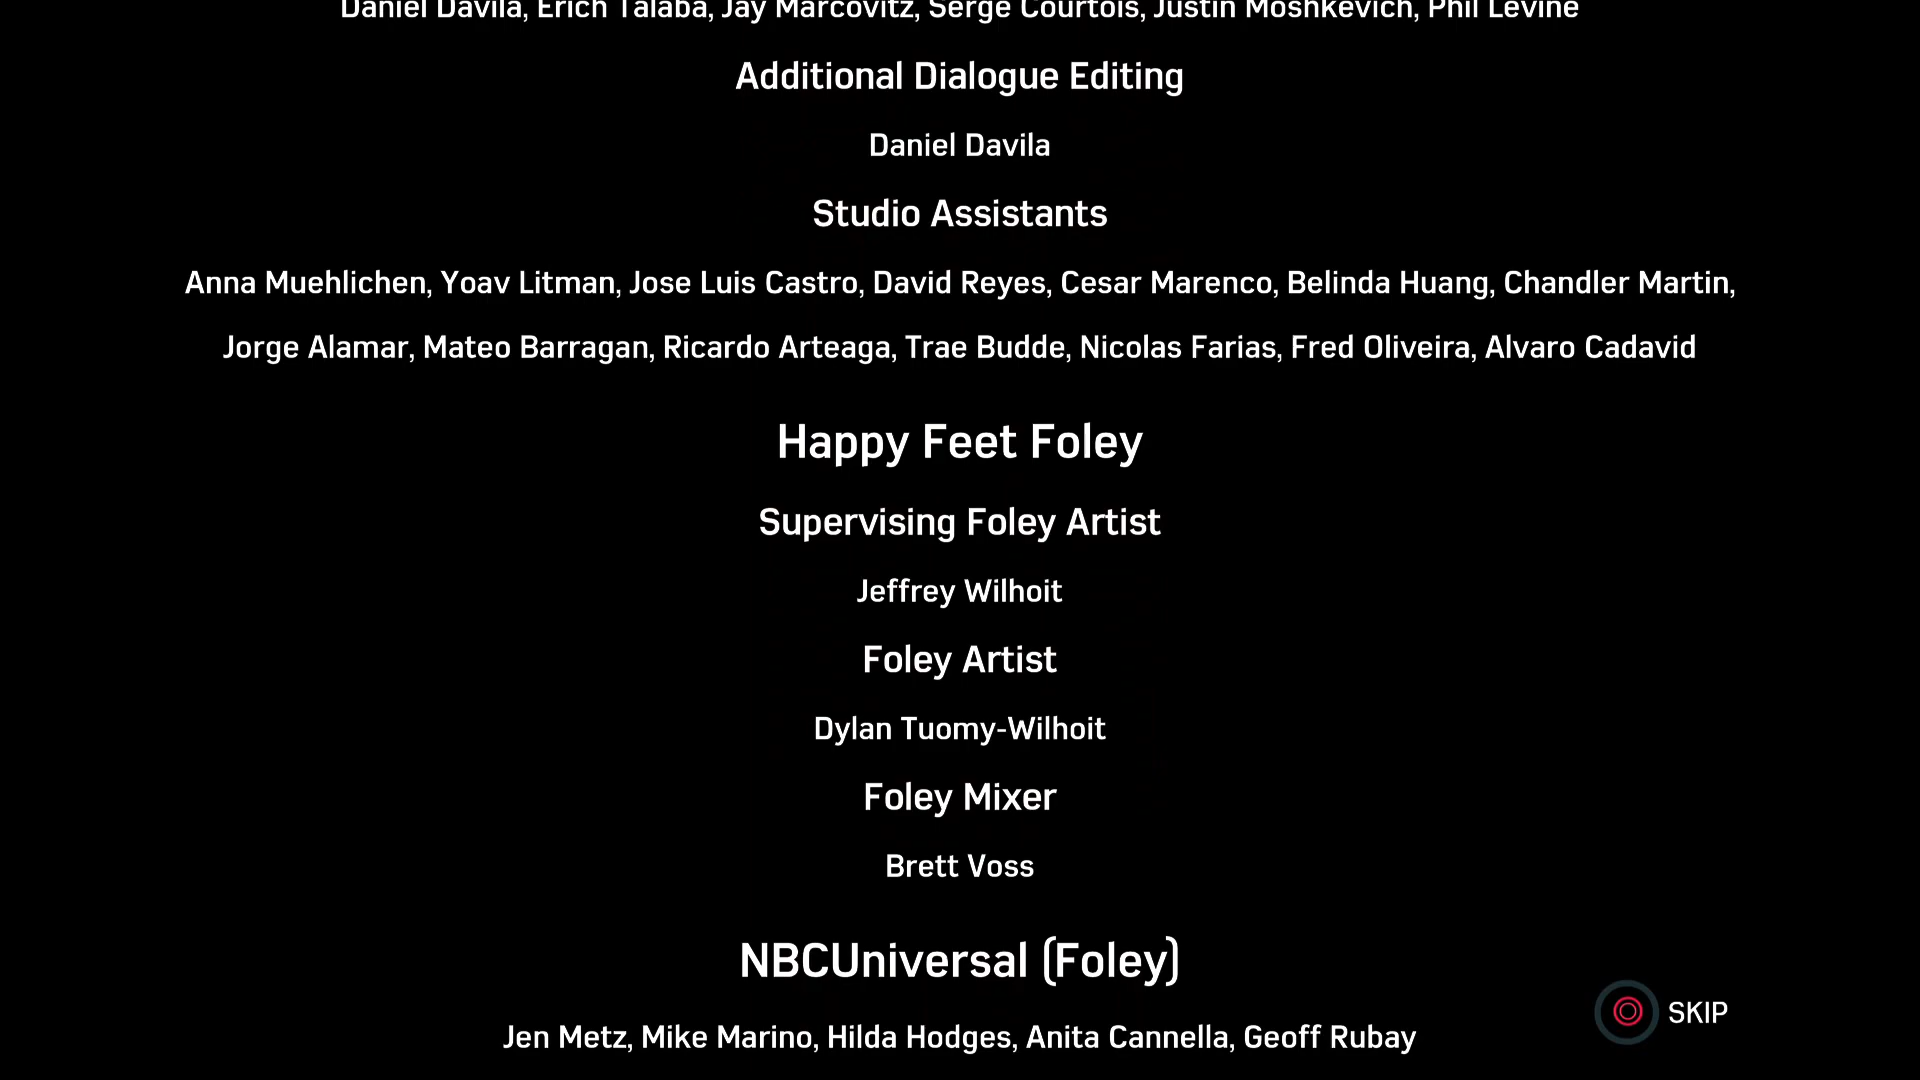 Daniel Davila, Erich Talaba, Jay Marcovitz, Serge Courtois, Justin Moshkevich, Phil Levine
Additional Dialogue Editing
Daniel Davila
Studio Assistants
Anna Muehlichen, Yoav Litman, Jose Luis Castro, David Reyes, Cesar Marenco, Belinda Huang, Chandler Martin,
Jorge Alamar, Mateo Barragan, Ricardo Arteaga, Trae Budde, Nicolas Farias, Fred Oliveira, Alvaro Cadavid
Happy Feet Foley
Supervising Foley Artist
Jeffrey Wilhoit
Foley Artist
Dylan Tuomy-Wilhoit
Foley Mixer
Brett Voss
NBCUniversal (Foley)
SKIP
Jen Metz, Mike Marino, Hilda Hodges, Anita Cannella, Geoff Rubay